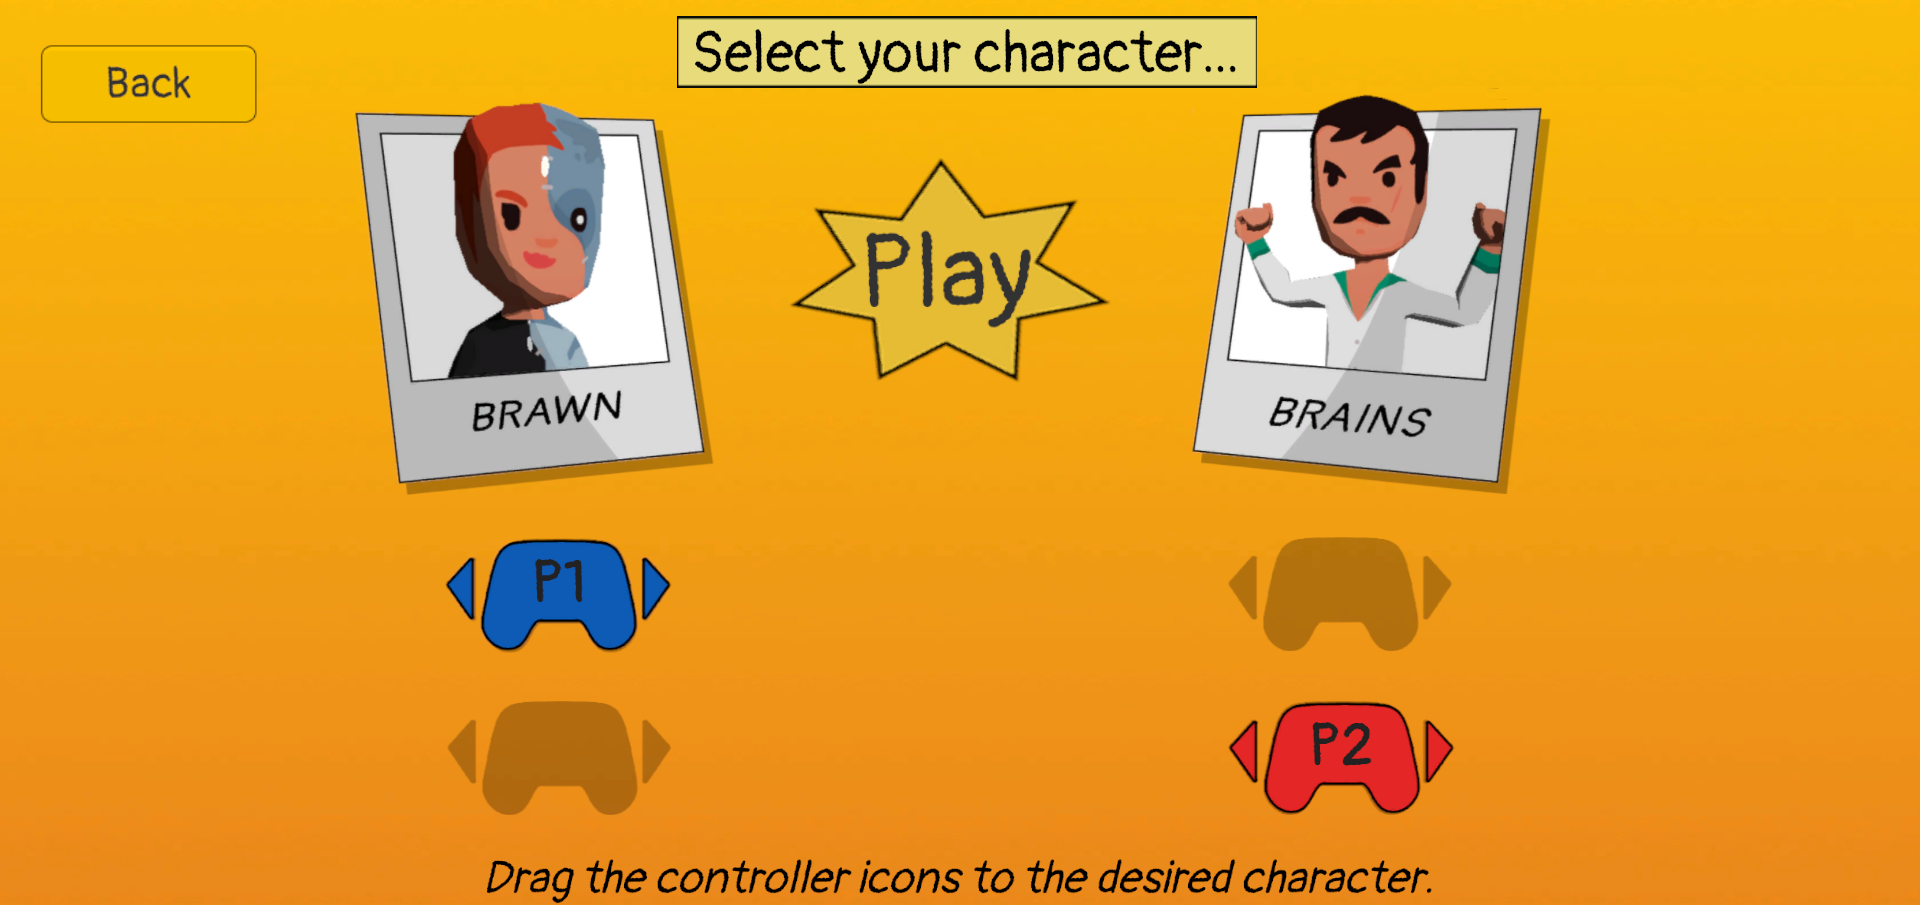 Select your character...
Back
Play
BRAWN
BRAINS
P1
P2
Drag the controller icons to the desired character.